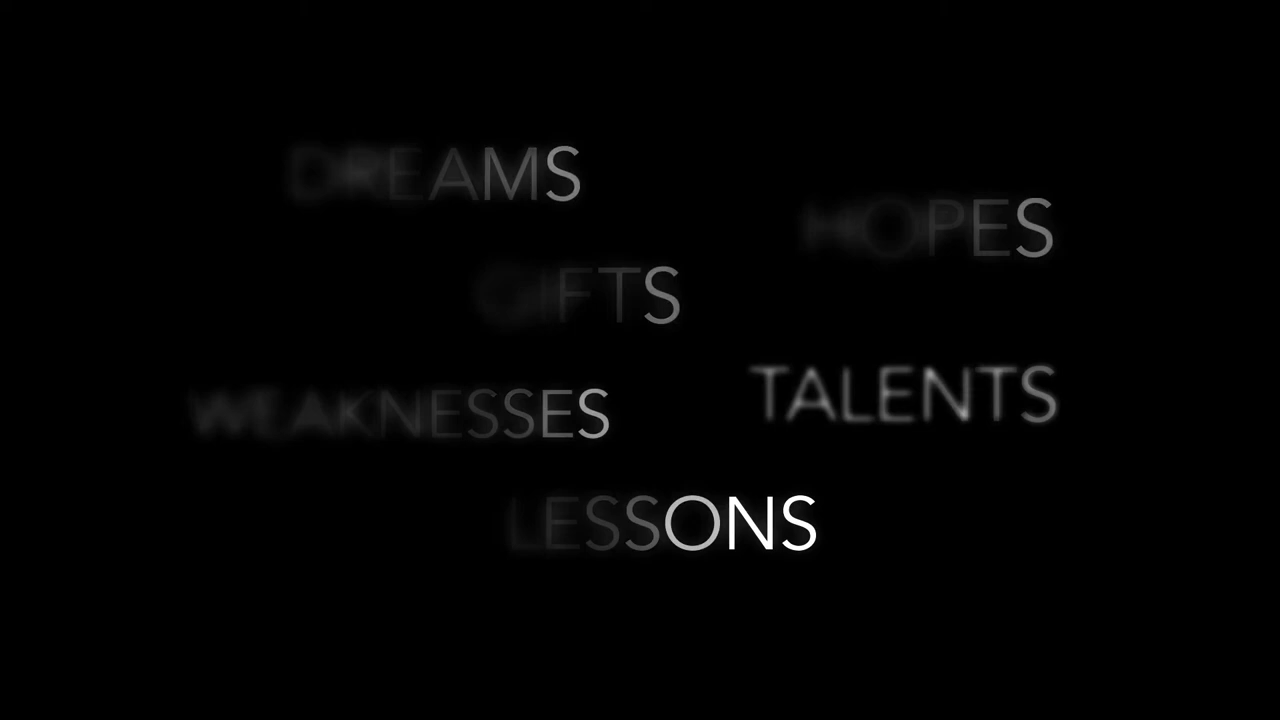 DREAMS
HOPES
GIFTS
TALENTS
WEAKNESSES
LESSONS